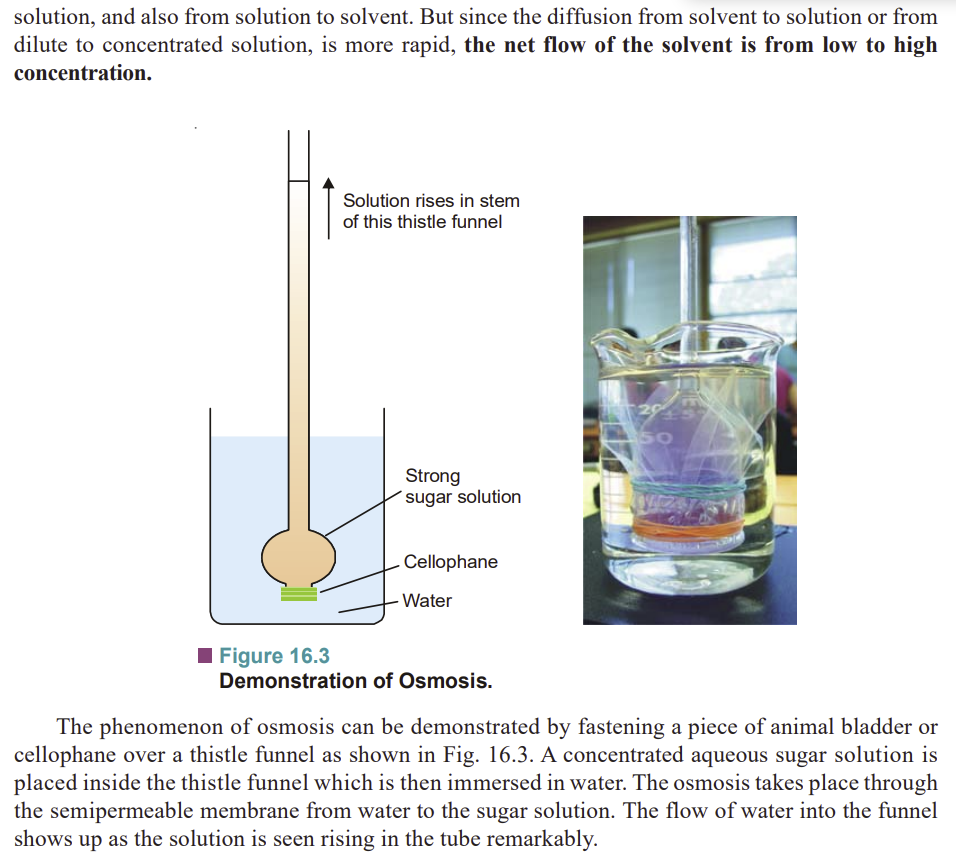 solution, and also from solution to solvent. But since the diffusion from solvent to solution or from
dilute to concentrated solution, is more rapid, the net flow of the solvent is from low to high
concentration.
Solution rises in stem
of this thistle funnel
Strong
sugar solution
Cellophane
Water
50
Figure 16.3
Demonstration of Osmosis.
The phenomenon of osmosis can be demonstrated by fastening a piece of animal bladder or
cellophane over a thistle funnel as shown in Fig. 16.3. A concentrated aqueous sugar solution is
placed inside the thistle funnel which is then immersed in water. The osmosis takes place through
the semipermeable membrane from water to the sugar solution. The flow of water into the funnel
shows up as the solution is seen rising in the tube remarkably.